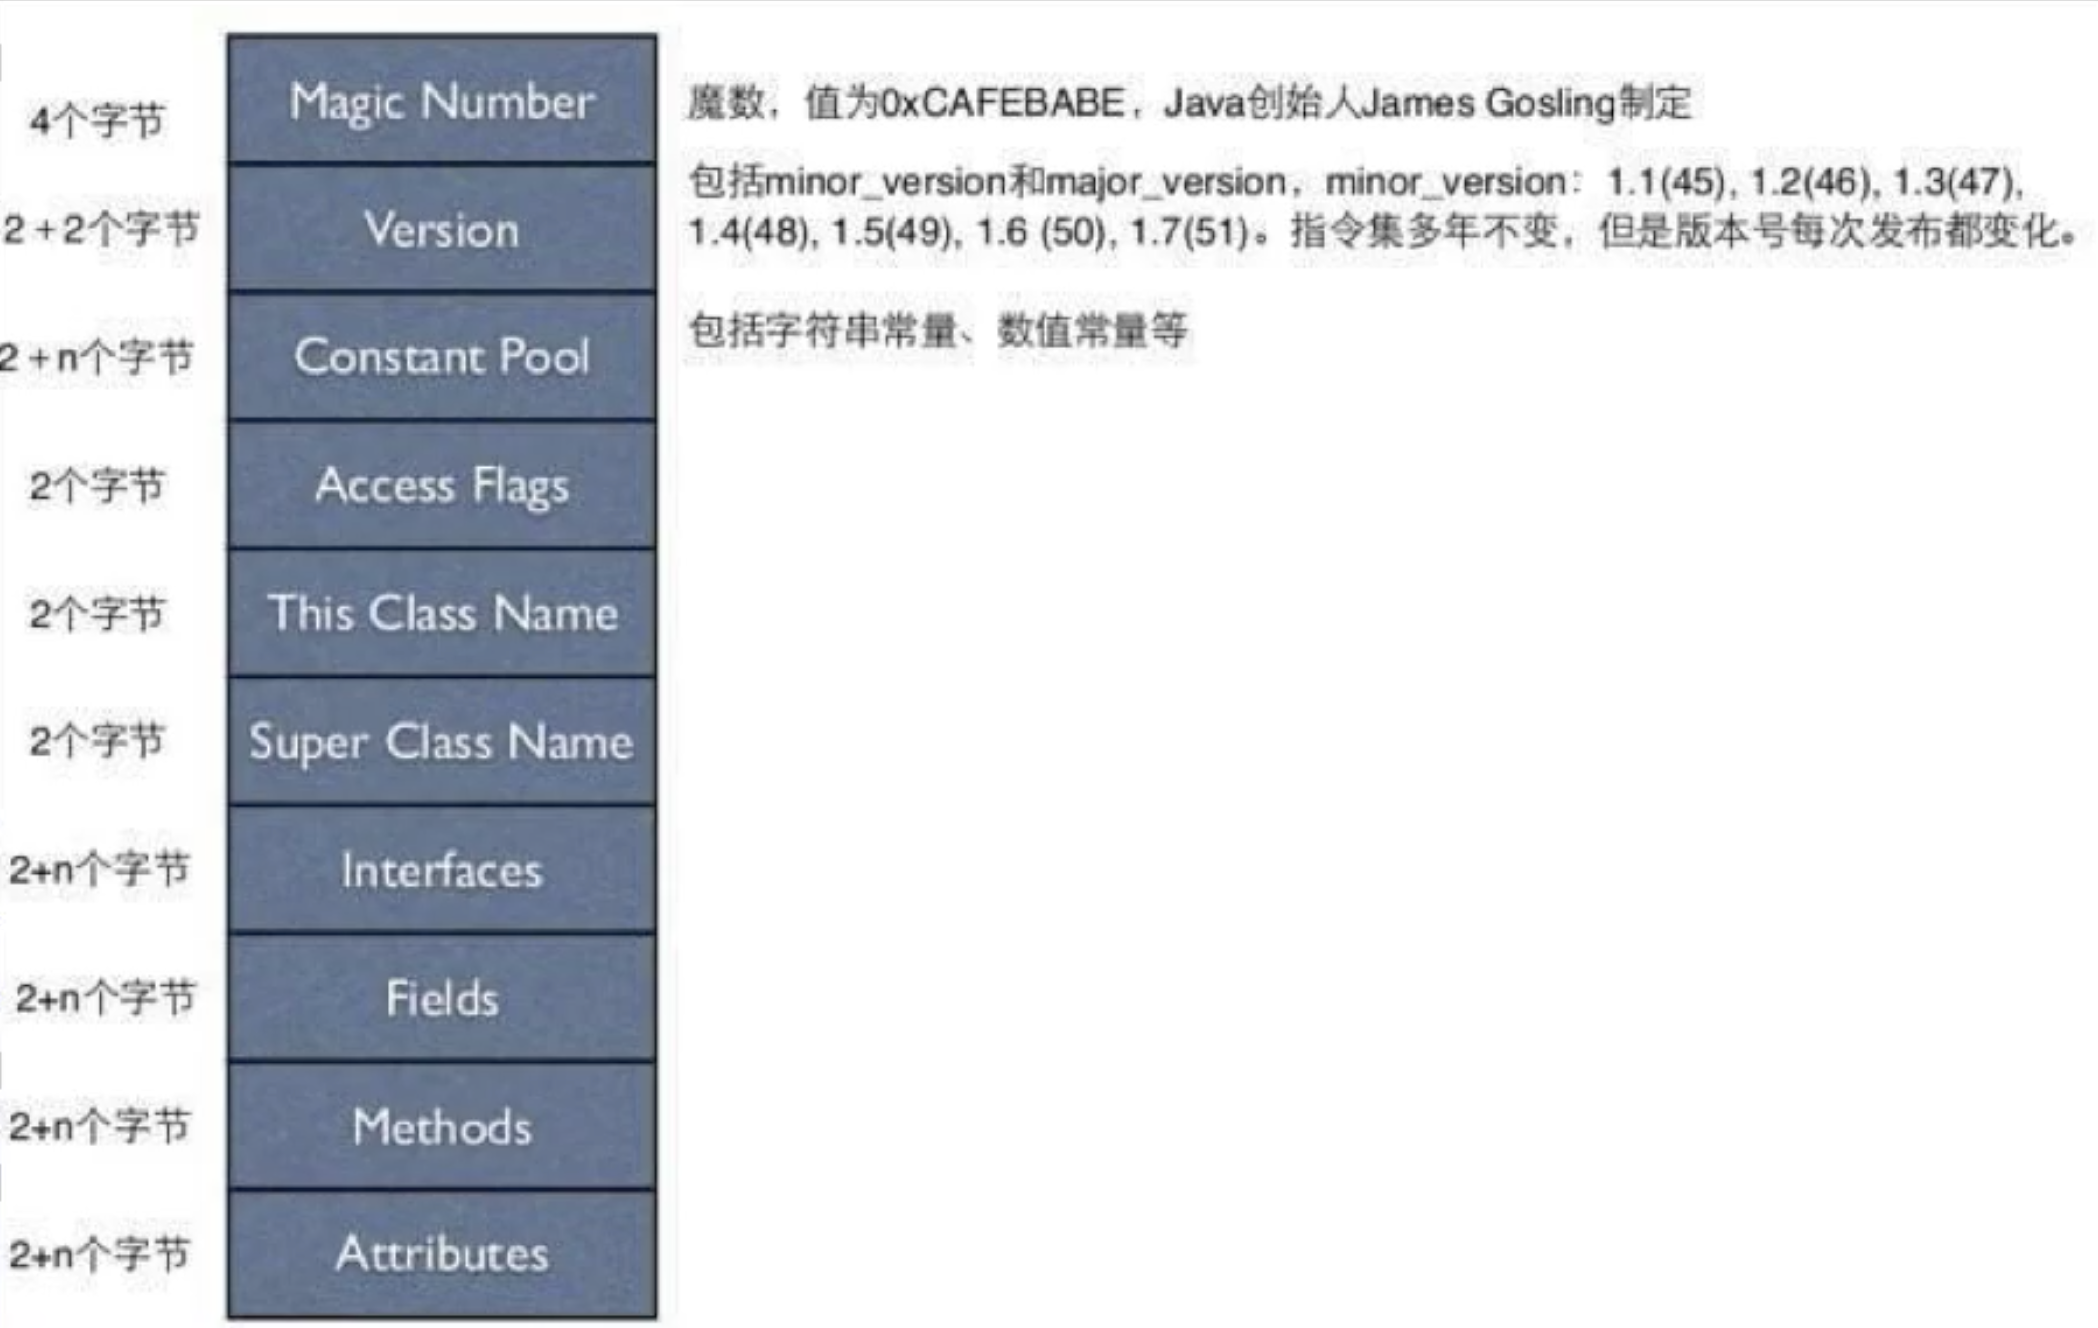 4个字节
Magic Number
魔数，值为0xCAFEBABE，Java创始人James Gosling制定
2+2个字节
Version
包括minor_version和major_version，minor_version：1.1(45), 1.2(46), 1.3(47),
1.4(48), 1.5(49), 1.6 (50), 1.7(51)。指令集多年不变，但是版本号每次发布都变化。
2+n个字节
Constant Pool
包括字符串常量、数值常量等
2个字节
Access Flags
2个字节
This Class Name
2个字节
Super Class Name
2+n个字节
Interfaces
2+n个字节
Fields
2+n个字节
Methods
2+n个字节
Attributes